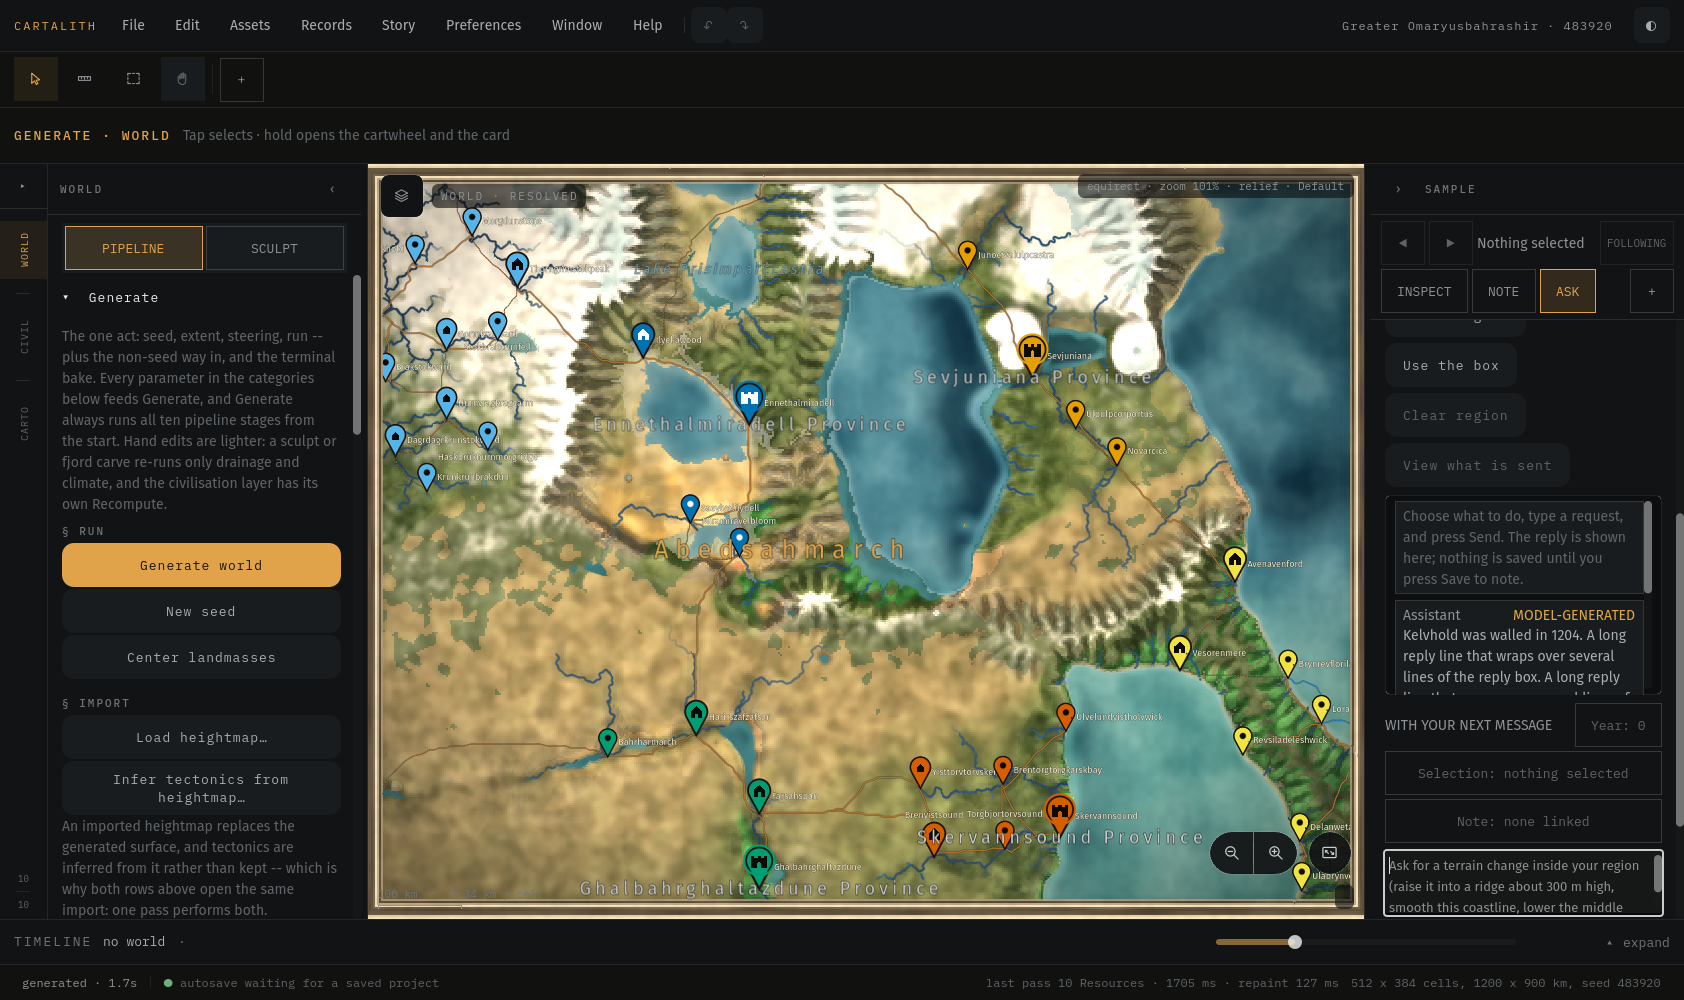 CARTALITH File Edit Assets Records Story Preferences Window Help
Greater Omaryusbahrashir · 483920
+
GENERATE · WORLD Tap selects · hold opens the cartwheel and the card
WORLD
CIVIL
CARTO
10
10
WORLD
PIPELINE SCULPT
Generate
The one act: seed, extent, steering, run --
plus the non-seed way in, and the terminal
bake. Every parameter in the categories
below feeds Generate, and Generate
always runs all ten pipeline stages from
the start. Hand edits are lighter: a sculpt or
fjord carve re-runs only drainage and
climate, and the civilisation layer has its
own Recompute.
§ RUN
Generate world
New seed
Center landmasses
§ IMPORT
Load heightmap…
Infer tectonics from
heightmap…
An imported heightmap replaces the
generated surface, and tectonics are
inferred from it rather than kept -- which is
why both rows above open the same
import: one pass performs both.
WORLD · RESOLVED
equirect · zoom 101% · relief · Default
Sevjuniana
Sevjuniana Province
Ennethalmiradell
Ennethalmiradell Province
Novarcica
Abedsahmarch
Avenavenford
Vesorenmere
Ulvelundvistholwwick
Bahrharmarch
Revsiladeleshwick
Brentorgtorgkarskbay
Brenvistsound
Torgbjortorvsound
Skervannsound
Skervannsound Province
Ghalbahrghaltazdune
Ghalbahrghaltazdune Province
SAMPLE
Nothing selected FOLLOWING
INSPECT NOTE ASK +
Use the box
Clear region
View what is sent
Choose what to do, type a request,
and press Send. The reply is shown
here; nothing is saved until you
press Save to note.
Assistant MODEL-GENERATED
Kelvhold was walled in 1204. A long
reply line that wraps over several
lines of the reply box. A long reply
WITH YOUR NEXT MESSAGE Year: 0
Selection: nothing selected
Note: none linked
Ask for a terrain change inside your region
(raise it into a ridge about 300 m high,
smooth this coastline, lower the middle
TIMELINE no world ·
expand
generated · 1.7s
autosave waiting for a saved project
last pass 10 Resources · 1705 ms · repaint 127 ms 512 x 384 cells, 1200 x 900 km, seed 483920